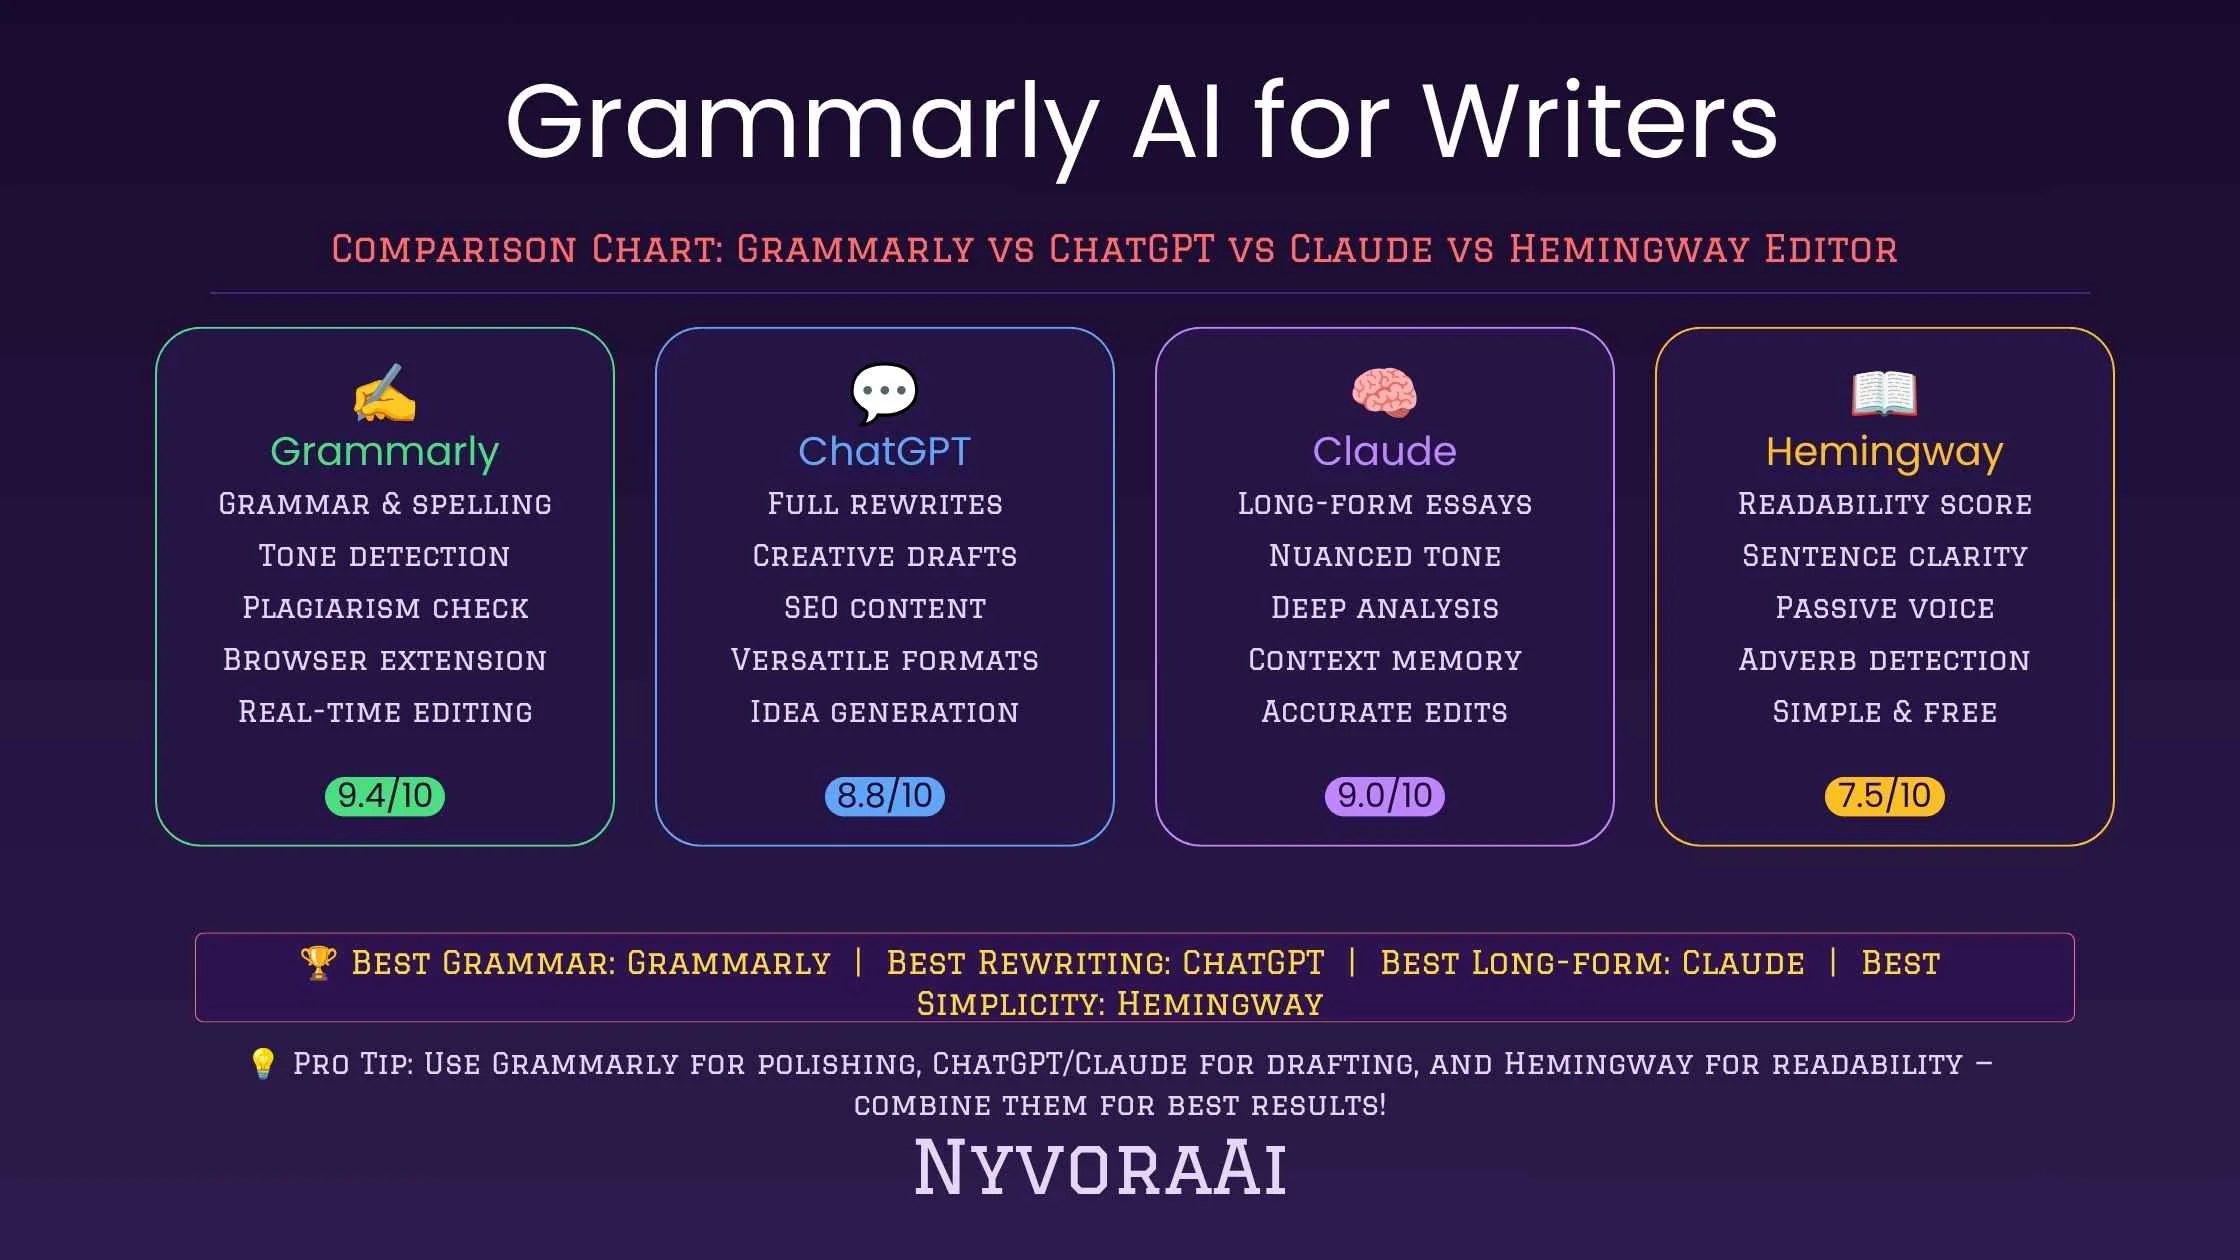 Grammarly AI for Writers
Comparison Chart: Grammarly vs ChatGPT vs Claude vs Hemingway Editor
Grammarly
Grammar & spelling
Tone detection
Plagiarism check
Browser extension
Real-time editing
9.4/10
ChatGPT
Full rewrites
Creative drafts
SEO content
Versatile formats
Idea generation
8.8/10
Claude
Long-form essays
Nuanced tone
Deep analysis
Context memory
Accurate edits
9.0/10
Hemingway
Readability score
Sentence clarity
Passive voice
Adverb detection
Simple & free
7.5/10
🏆 Best Grammar: Grammarly | Best Rewriting: ChatGPT | Best Long-form: Claude | Best
Simplicity: Hemingway
💡 Pro Tip: Use Grammarly for polishing, ChatGPT/Claude for drafting, and Hemingway for readability –
combine them for best results!
NyvoraAi